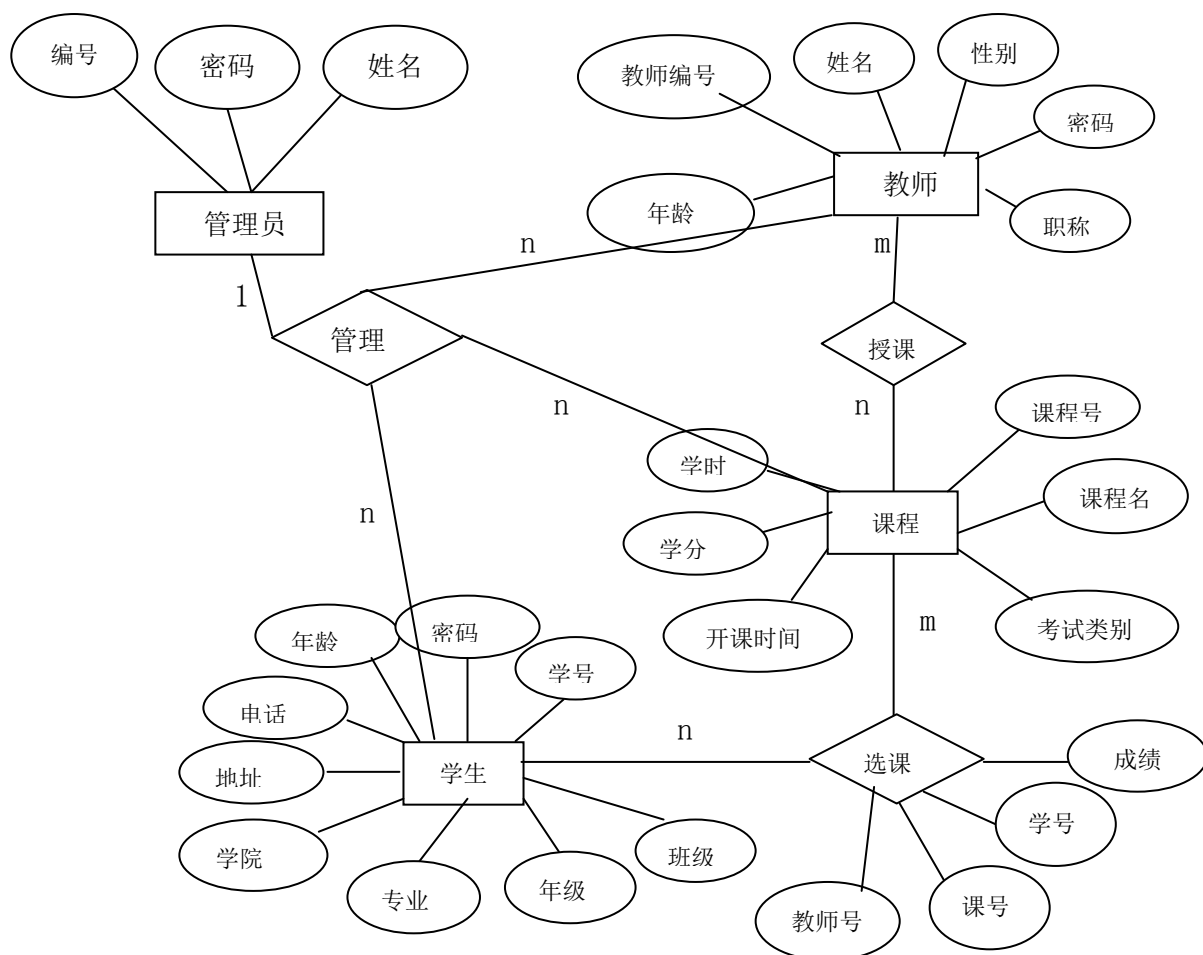 编号
密码
姓名
教师编号
姓名
性别
密码
管理员
教师
年龄
职称
n
m
1
管理
授课
n
n
课程号
学时
课程名
n
课程
学分
开课时间
m
考试类别
年龄
密码
学号
电话
n
地址
学生
选课
成绩
学院
班级
学号
专业
年级
教师号
课号